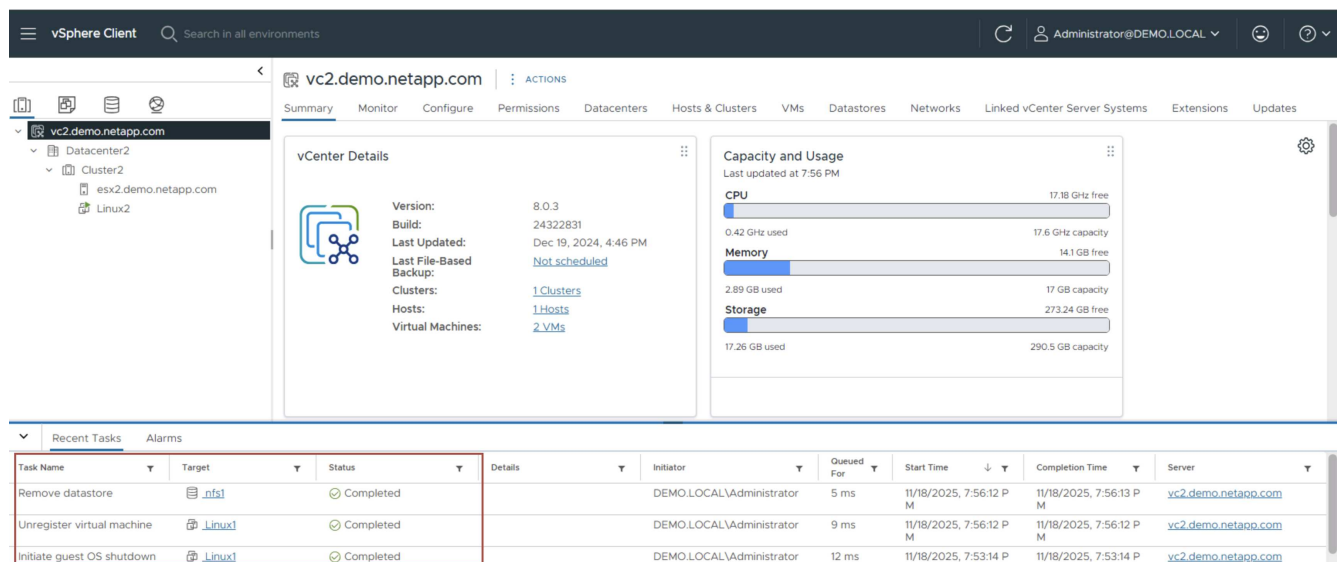 vSphere Client
Search in all environments
Administrator@DEMO.LOCAL
vc2.demo.netapp.com
ACTIONS
Summary Monitor Configure Permissions Datacenters Hosts & Clusters VMs Datastores Networks Linked vCenter Server Systems Extensions Updates
vc2.demo.netapp.com
Datacenter2
Cluster2
esx2.demo.netapp.com
Linux2
vCenter Details
Version: 8.0.3
Build: 24322831
Last Updated: Dec 19, 2024, 4:46 PM
Last File-Based Not scheduled
Backup:
Clusters: 1 Clusters
Hosts: 1 Hosts
Virtual Machines: 2 VMs
Capacity and Usage
Last updated at 7:56 PM
CPU 17.18 GHz free
0.42 GHz used 17.6 GHz capacity
Memory 14.1 GB free
2.89 GB used 17 GB capacity
Storage 273.24 GB free
17.26 GB used 290.5 GB capacity
Recent Tasks Alarms
Task Name Target Status Details Initiator Queued For Start Time Completion Time Server
Remove datastore nfs1 Completed DEMO.LOCAL\Administrator 5 ms 11/18/2025, 7:56:12 P 11/18/2025, 7:56:13 P vc2.demo.netapp.com
M M
Unregister virtual machine Linux1 Completed DEMO.LOCAL\Administrator 9 ms 11/18/2025, 7:56:12 P 11/18/2025, 7:56:12 P vc2.demo.netapp.com
M M
Initiate guest OS shutdown Linux1 Completed DEMO.LOCAL\Administrator 12 ms 11/18/2025, 7:53:14 P 11/18/2025, 7:53:14 P vc2.demo.netapp.com